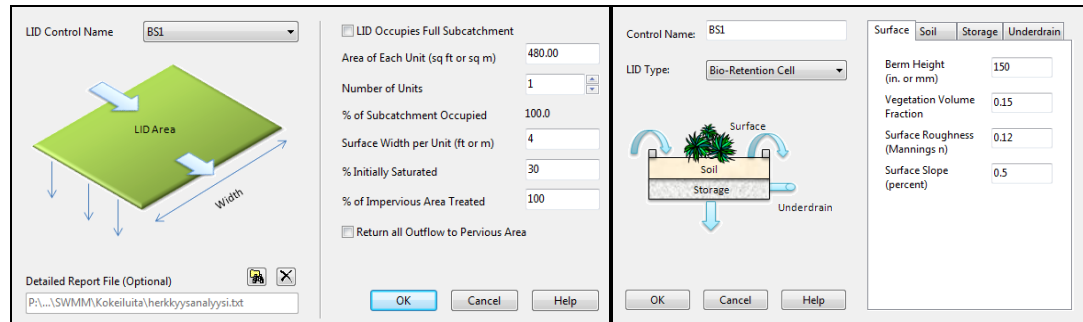 LID Control Name BS1
LID Area
Width
Detailed Report File (Optional)
P:\...\SWMM\Kokeiluita\herkkyysanalyysi.txt
LID Occupies Full Subcatchment
Area of Each Unit (sq ft or sq m) 480.00
Number of Units 1
% of Subcatchment Occupied 100.0
Surface Width per Unit (ft or m) 4
% Initially Saturated 30
% of Impervious Area Treated 100
Return all Outflow to Pervious Area
OK Cancel Help
Control Name: BS1
LID Type: Bio-Retention Cell
Surface
Soil
Storage
Underdrain
OK Cancel Help
Surface Soil Storage Underdrain
Berm Height
(in. or mm) 150
Vegetation Volume
Fraction 0.15
Surface Roughness
(Mannings n) 0.12
Surface Slope
(percent) 0.5